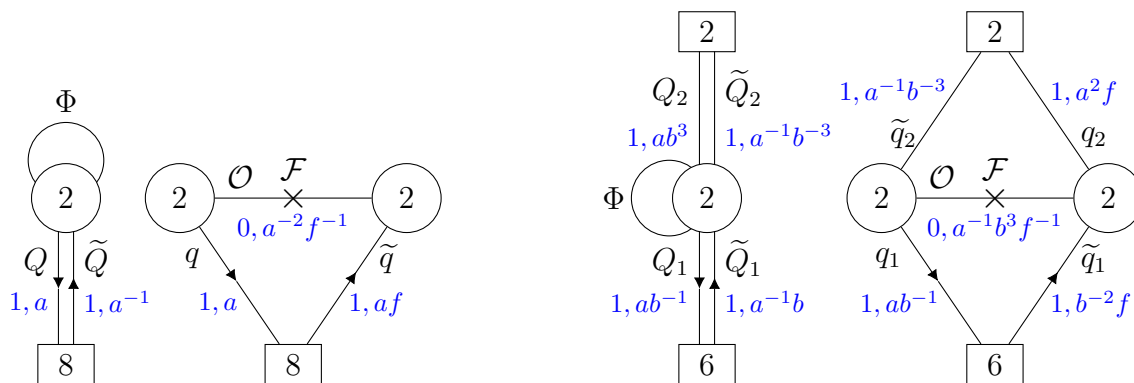 Φ
2
Q Q̃
1, a 1, a⁻¹
8
2 𝒪 ℱ 2
0, a⁻²f⁻¹
q q̃
1, a 1, af
8
2
Q₂ Q̃₂
1, ab³ 1, a⁻¹b⁻³
Φ 2
Q₁ Q̃₁
1, ab⁻¹ 1, a⁻¹b
6
2
1, a⁻¹b⁻³ 1, a²f
q̃₂ q₂
2 𝒪 ℱ 2
0, a⁻¹b³f⁻¹
q₁ q̃₁
1, ab⁻¹ 1, b⁻²f
6